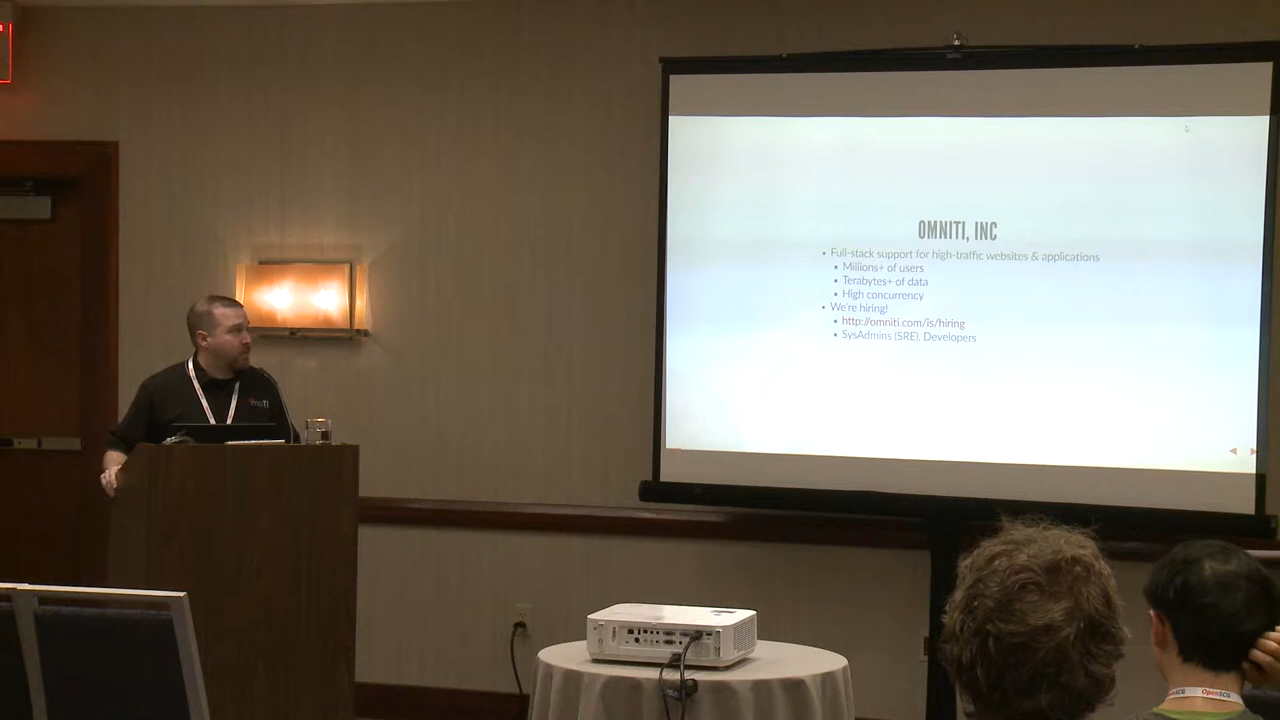 OMNITI, INC
• Full-stack support for high-traffic websites & applications
▪ Millions+ of users
▪ Terabytes+ of data
▪ High concurrency
• We're hiring!
▪ http://omniti.com/is/hiring
▪ SysAdmins (SRE), Developers
OpenSCG